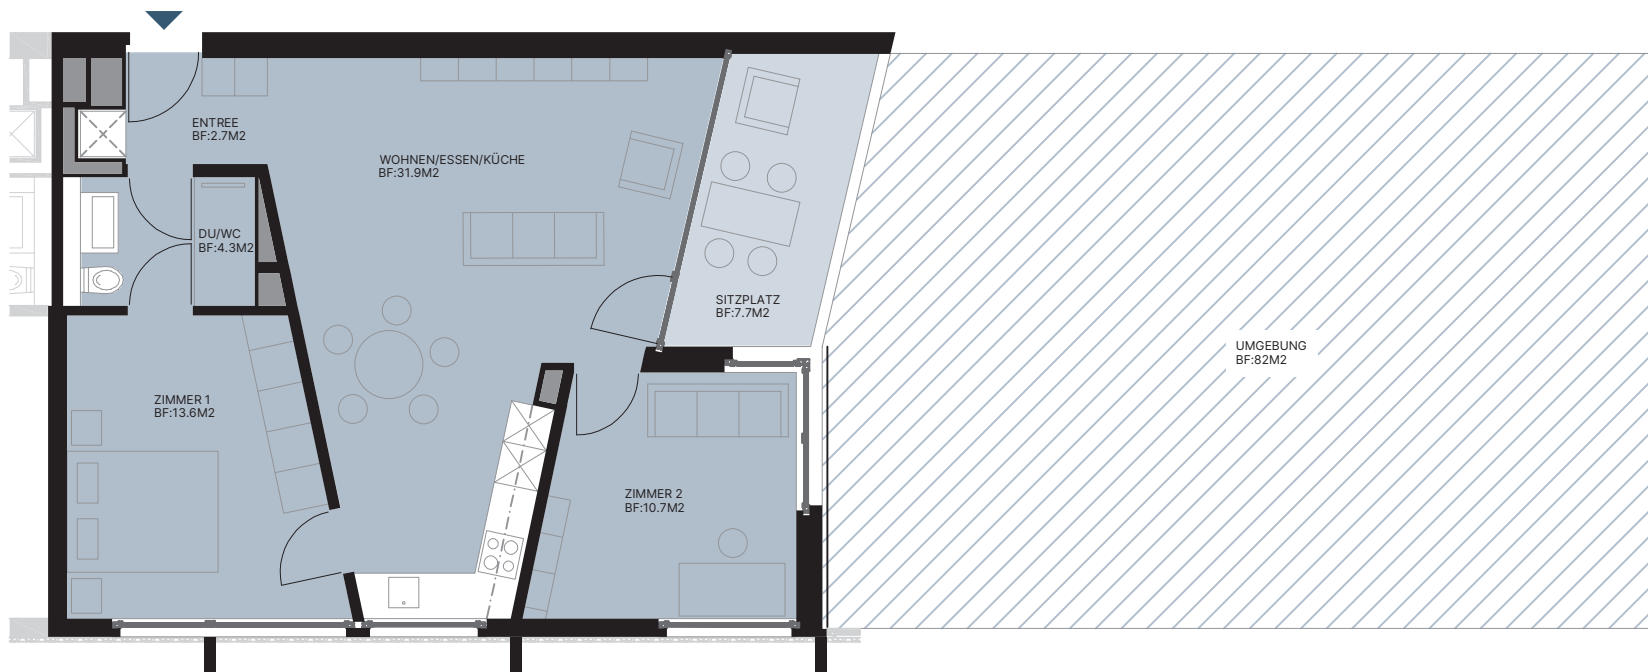 ENTREE
BF:2.7M2
WOHNEN/ESSEN/KÜCHE
BF:31.9M2
DU/WC
BF:4.3M2
SITZPLATZ
BF:7.7M2
UMGEBUNG
BF:82M2
ZIMMER 1
BF:13.6M2
ZIMMER 2
BF:10.7M2